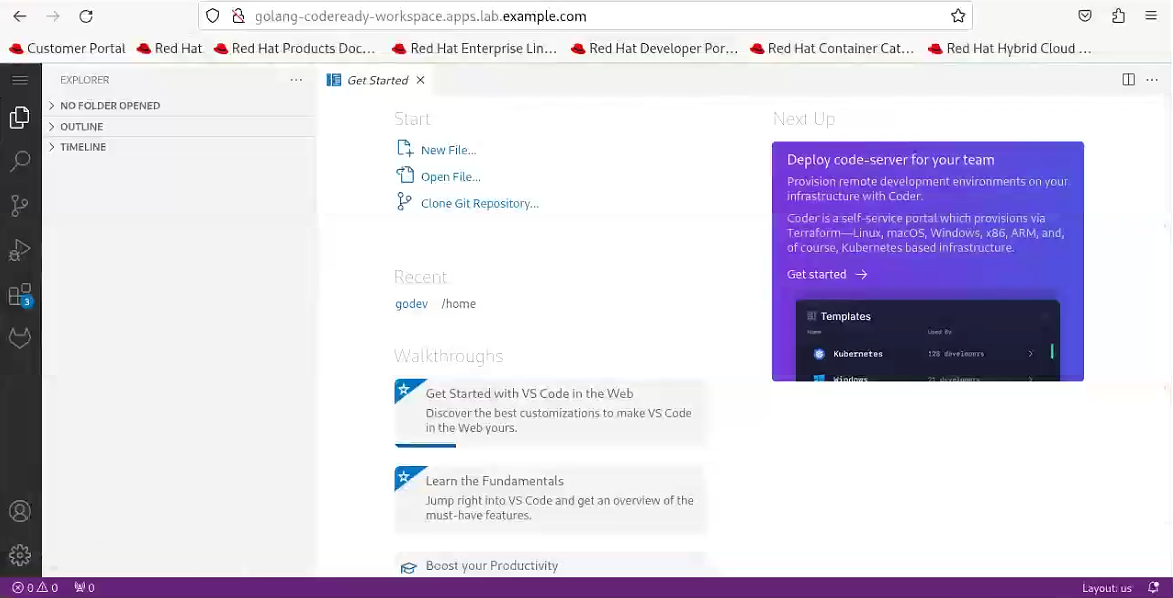 golang-codeready-workspace.apps.lab.example.com
Customer Portal Red Hat Red Hat Products Doc... Red Hat Enterprise Lin... Red Hat Developer Por... Red Hat Container Cat... Red Hat Hybrid Cloud ...
EXPLORER
NO FOLDER OPENED
OUTLINE
TIMELINE
3
Get Started
Start
New File...
Open File...
Clone Git Repository...
Recent
godev /home
Walkthroughs
Get Started with VS Code in the Web
Discover the best customizations to make VS Code
in the Web yours.
Learn the Fundamentals
Jump right into VS Code and get an overview of the
must-have features.
Boost your Productivity
Next Up
Deploy code-server for your team
Provision remote development environments on your
infrastructure with Coder.
Coder is a self-service portal which provisions via
Terraform—Linux, macOS, Windows, x86, ARM, and,
of course, Kubernetes based infrastructure.
Get started
Templates
Name Used By
Kubernetes 128 developers
Windows 21 developers
0 0 0 Layout: us